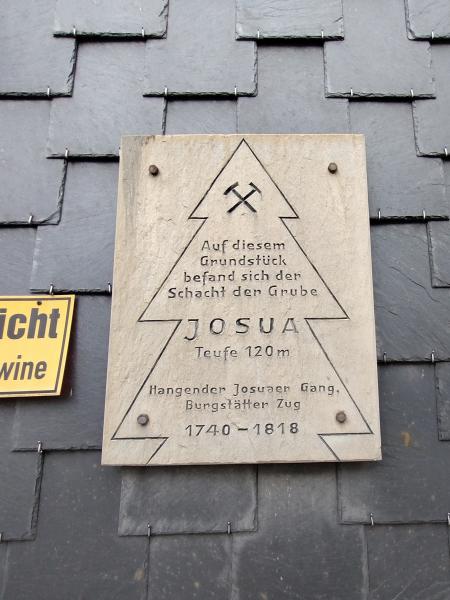 Auf diesem
Grundstück
befand sich der
Schacht der Grube
JOSUA
Teufe 120 m
Hangender Josuaer Gang,
Burgstätter Zug
1740 – 1818
icht
wine